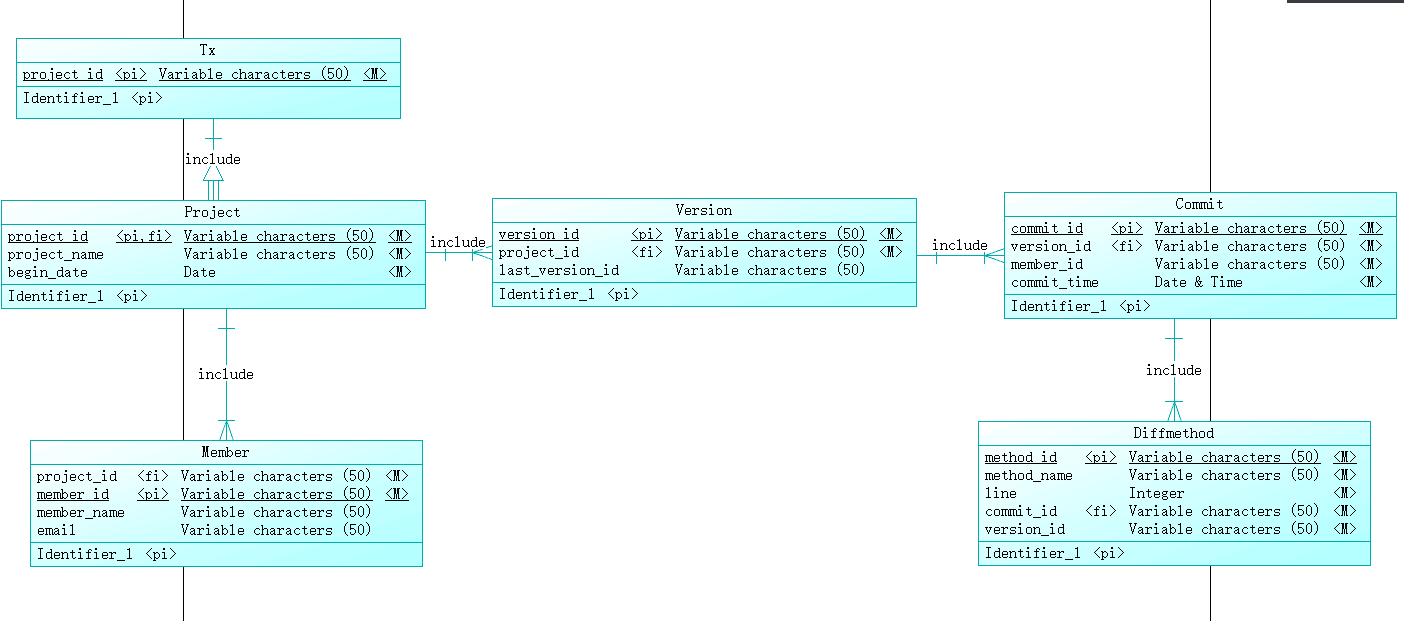 Tx
project_id <pi> Variable characters (50) <M>
Identifier_1 <pi>
include
Project
project_id <pi,fi> Variable characters (50) <M>
project_name Variable characters (50) <M>
begin_date Date <M>
Identifier_1 <pi>
include
Version
version_id <pi> Variable characters (50) <M>
project_id <fi> Variable characters (50) <M>
last_version_id Variable characters (50)
Identifier_1 <pi>
include
Commit
commit_id <pi> Variable characters (50) <M>
version_id <fi> Variable characters (50) <M>
member_id Variable characters (50) <M>
commit_time Date & Time <M>
Identifier_1 <pi>
include
Member
project_id <fi> Variable characters (50) <M>
member_id <pi> Variable characters (50) <M>
member_name Variable characters (50)
email Variable characters (50)
Identifier_1 <pi>
include
Diffmethod
method_id <pi> Variable characters (50) <M>
method_name Variable characters (50) <M>
line Integer <M>
commit_id <fi> Variable characters (50) <M>
version_id Variable characters (50) <M>
Identifier_1 <pi>